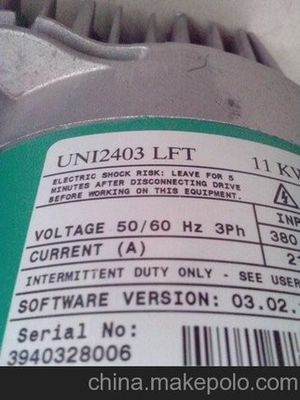 UNI2403 LFT 11 KW
ELECTRIC SHOCK RISK: LEAVE FOR 5
MINUTES AFTER DISCONNECTING DRIVE
BEFORE WORKING ON THIS EQUIPMENT.
INP
VOLTAGE 50/60 Hz 3Ph 380
CURRENT (A) 21
INTERMITTENT DUTY ONLY - SEE USER
SOFTWARE VERSION: 03.02.
Serial No:
3940328006
china.makepolo.com